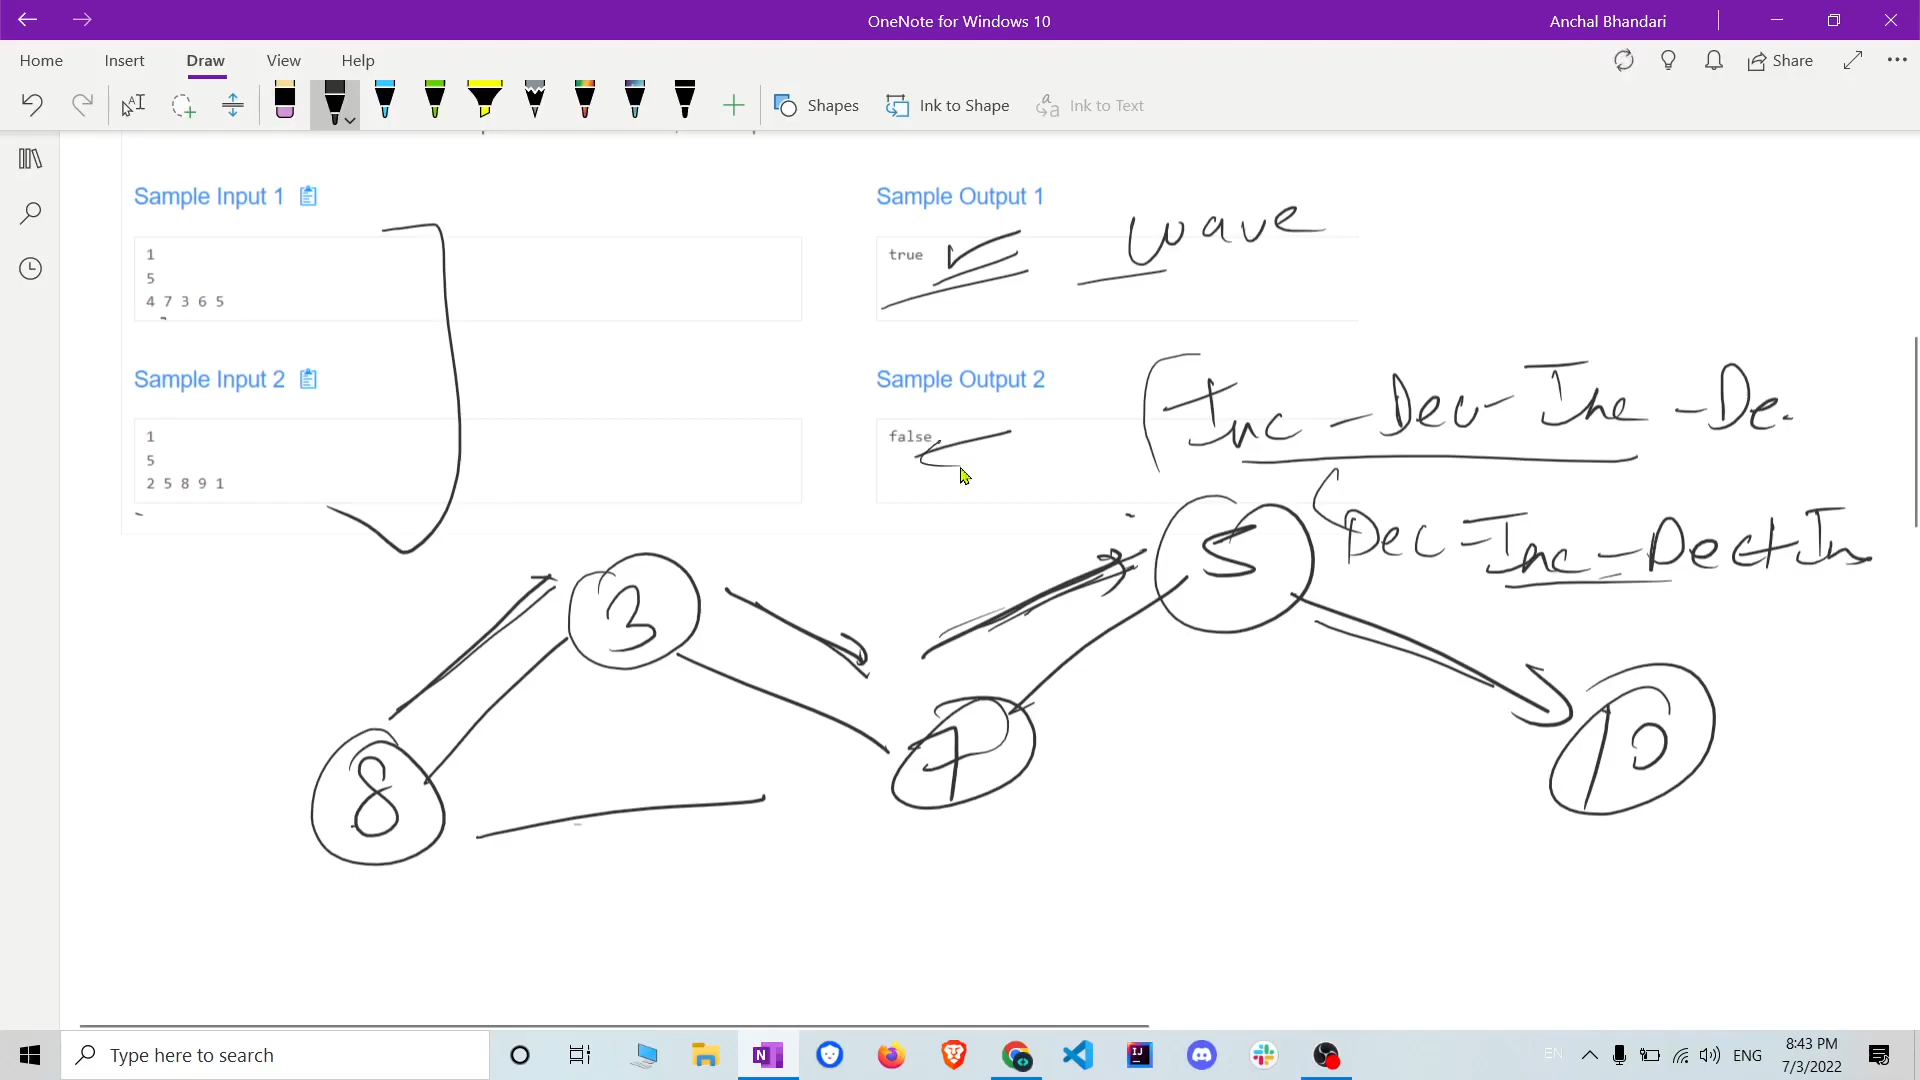 OneNote for Windows 10
Anchal Bhandari
Home Insert Draw View Help
Share
Shapes Ink to Shape Ink to Text
Sample Input 1
1
5
4 7 3 6 5
Sample Output 1
true
wave
Sample Input 2
1
5
2 5 8 9 1
Sample Output 2
false
Inc - Dec - Inc - De.
Dec - Inc - Dec + In
3
5
8
7
10
Type here to search
EN
ENG
8:43 PM
7/3/2022